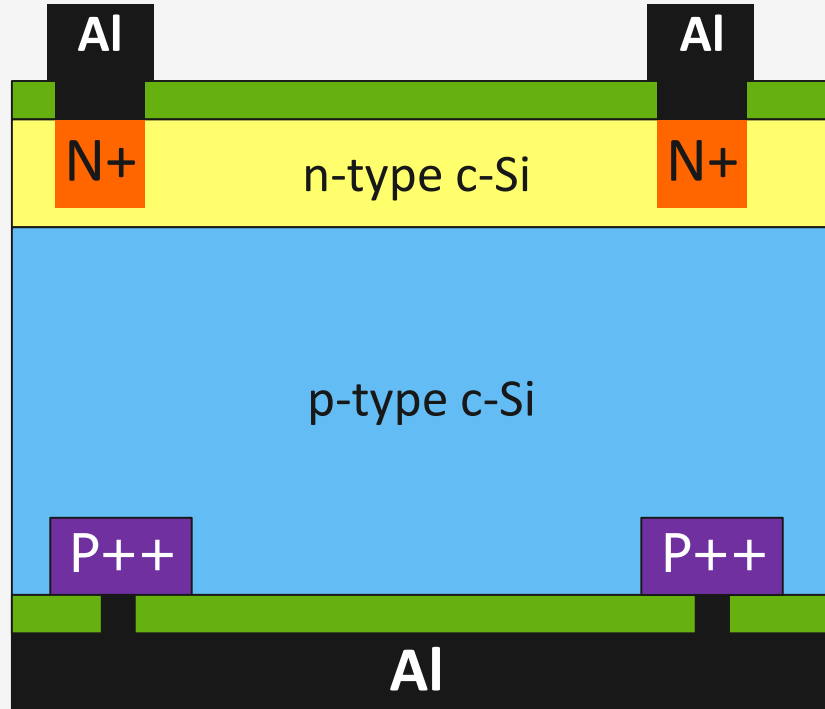 Al
Al
N+
n-type c-Si
N+
p-type c-Si
P++
P++
Al